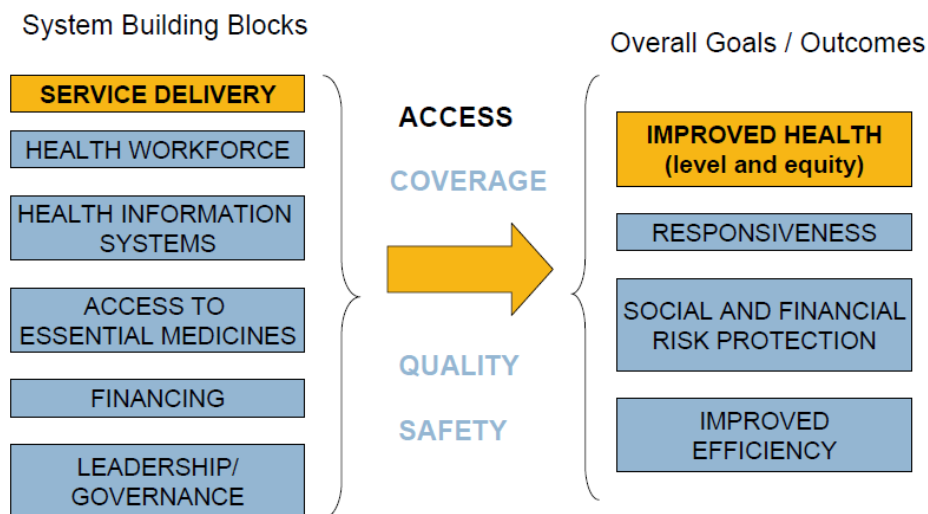 System Building Blocks
SERVICE DELIVERY
HEALTH WORKFORCE
HEALTH INFORMATION
SYSTEMS
ACCESS TO
ESSENTIAL MEDICINES
FINANCING
LEADERSHIP/
GOVERNANCE
ACCESS
COVERAGE
QUALITY
SAFETY
Overall Goals / Outcomes
IMPROVED HEALTH
(level and equity)
RESPONSIVENESS
SOCIAL AND FINANCIAL
RISK PROTECTION
IMPROVED
EFFICIENCY